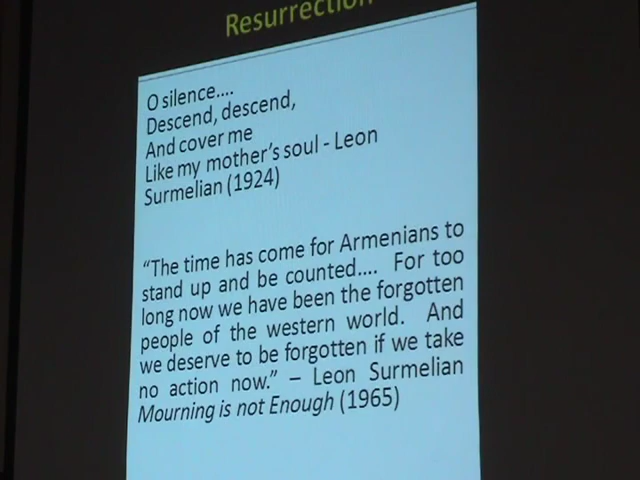 Resurrection
O silence....
Descend, descend,
And cover me
Like my mother's soul - Leon
Surmelian (1924)
“The time has come for Armenians to
stand up and be counted.... For too
long now we have been the forgotten
people of the western world. And
we deserve to be forgotten if we take
no action now.” – Leon Surmelian
Mourning is not Enough (1965)